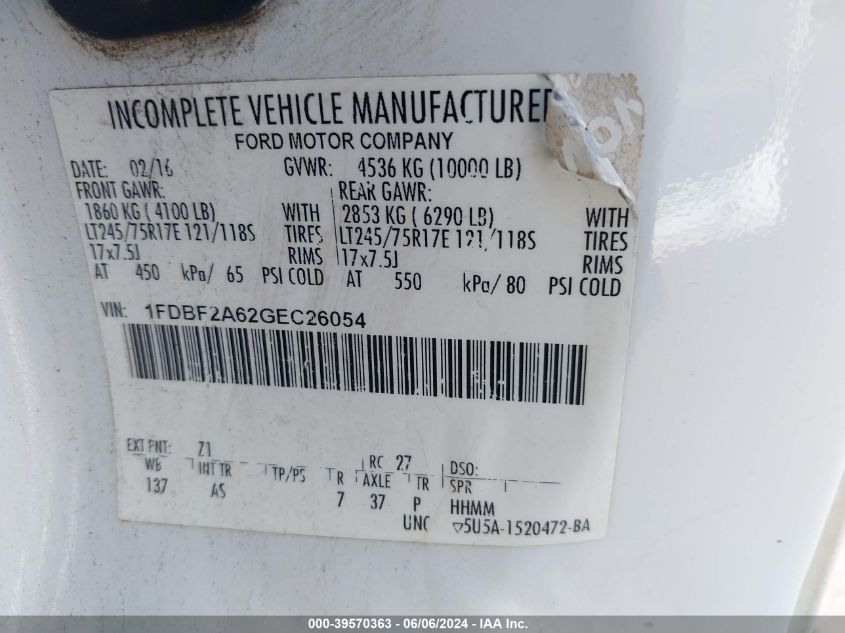 INCOMPLETE VEHICLE MANUFACTURER
FORD MOTOR COMPANY
DATE: 02/16 GVWR: 4536 KG (10000 LB)
FRONT GAWR: REAR GAWR:
1860 KG ( 4100 LB) WITH 2853 KG ( 6290 LB) WITH
LT245/75R17E 121/118S TIRES LT245/75R17E 121/118S TIRES
17x7.5J RIMS 17x7.5J RIMS
AT 450 kPa/ 65 PSI COLD AT 550 kPa/ 80 PSI COLD
VIN: 1FDBF2A62GEC26054
EXT PNT: Z1 RC 27 DSO:
WB INT TR TP/PS R AXLE TR SPR
137 AS 7 37 P HHMM
UNC ▽5U5A-1520472-BA
000-39570363 - 06/06/2024 - IAA Inc.